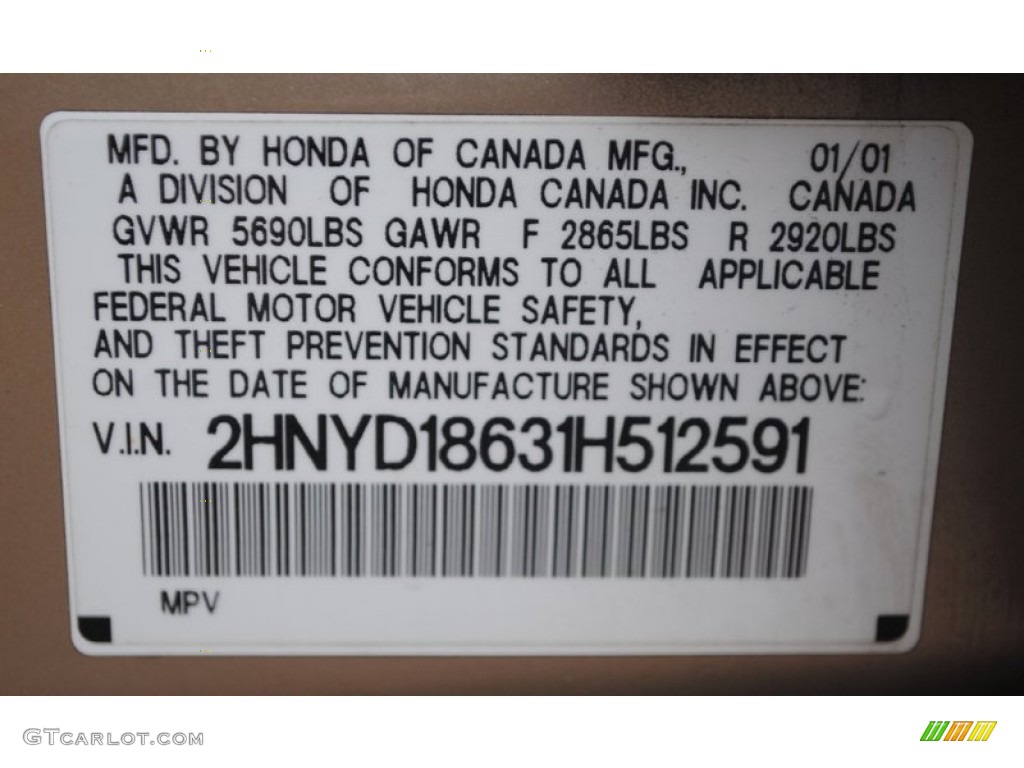 MFD. BY HONDA OF CANADA MFG., 01/01
A DIVISION OF HONDA CANADA INC. CANADA
GVWR 5690LBS GAWR F 2865LBS R 2920LBS
THIS VEHICLE CONFORMS TO ALL APPLICABLE
FEDERAL MOTOR VEHICLE SAFETY,
AND THEFT PREVENTION STANDARDS IN EFFECT
ON THE DATE OF MANUFACTURE SHOWN ABOVE:
V.I.N. 2HNYD18631H512591
MPV
GTCARLOT.COM